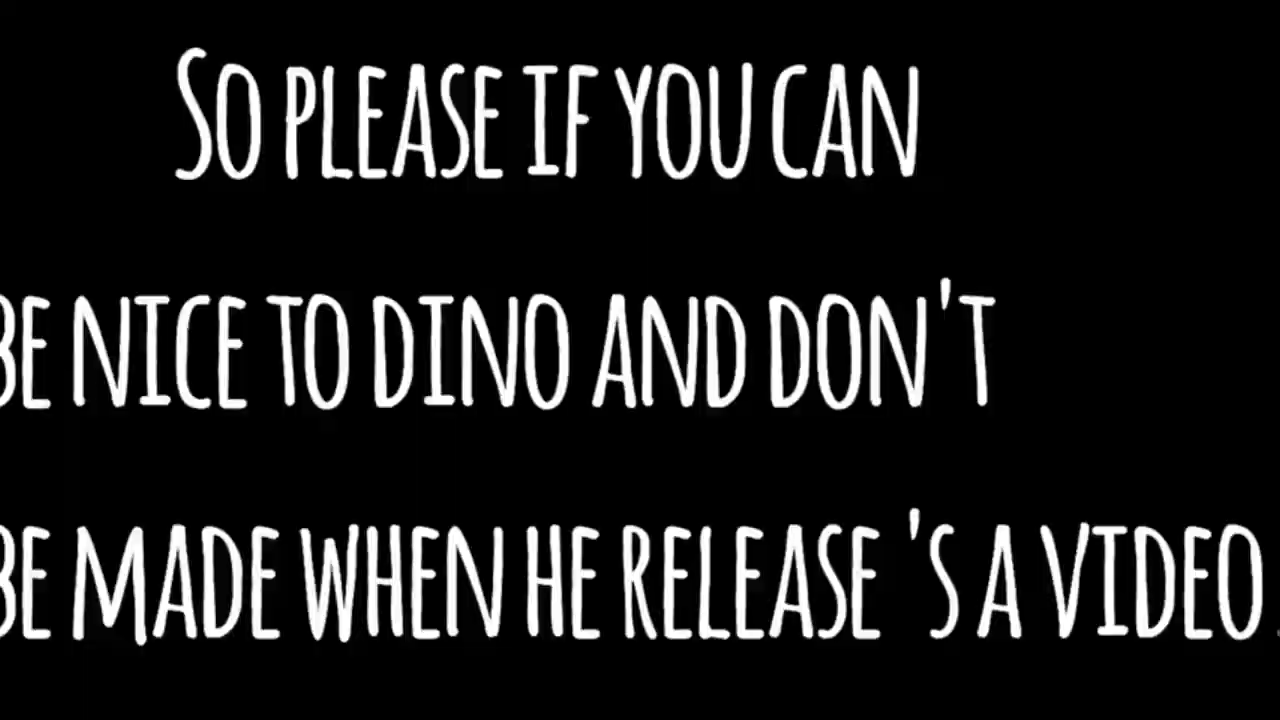 So please if you can
be nice to dino and don't
be made when he release 's a video.